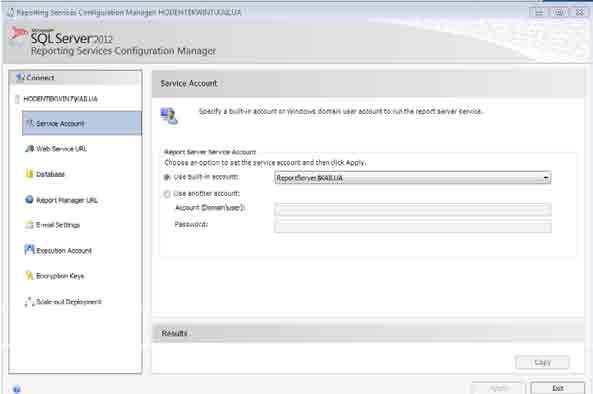 Reporting Services Configuration Manager: HODENTEKWIN7\KAILUA
Microsoft
SQL Server 2012
Reporting Services Configuration Manager
Connect
HODENTEKWIN7\KAILUA
Service Account
Web Service URL
Database
Report Manager URL
E-mail Settings
Execution Account
Encryption Keys
Scale-out Deployment
Service Account
Specify a built-in account or Windows domain user account to run the report server service.
Report Server Service Account
Choose an option to set the service account and then click Apply.
Use built-in account:
ReportServer$KAILUA
Use another account:
Account (Domain\user):
Password:
Results
Copy
Apply
Exit